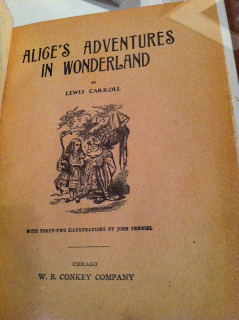 ALICE'S ADVENTURES
IN WONDERLAND
BY
LEWIS CARROLL
WITH FORTY-TWO ILLUSTRATIONS BY JOHN TENNIEL
CHICAGO
W. B. CONKEY COMPANY